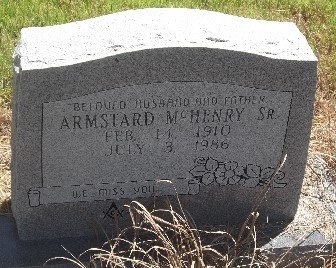 BELOVED HUSBAND AND FATHER
ARMSTARD McHENRY SR.
FEB. 14, 1910
JULY 3, 1986
WE MISS YOU